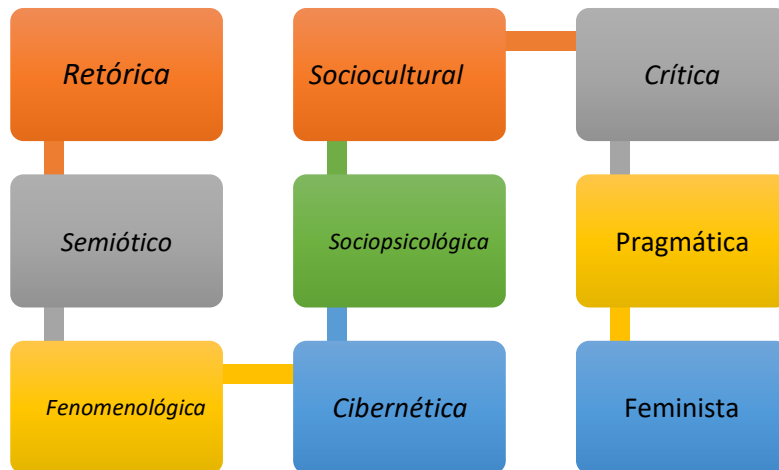 Retórica
Semiótico
Fenomenológica
Cibernética
Sociopsicológica
Sociocultural
Crítica
Pragmática
Feminista